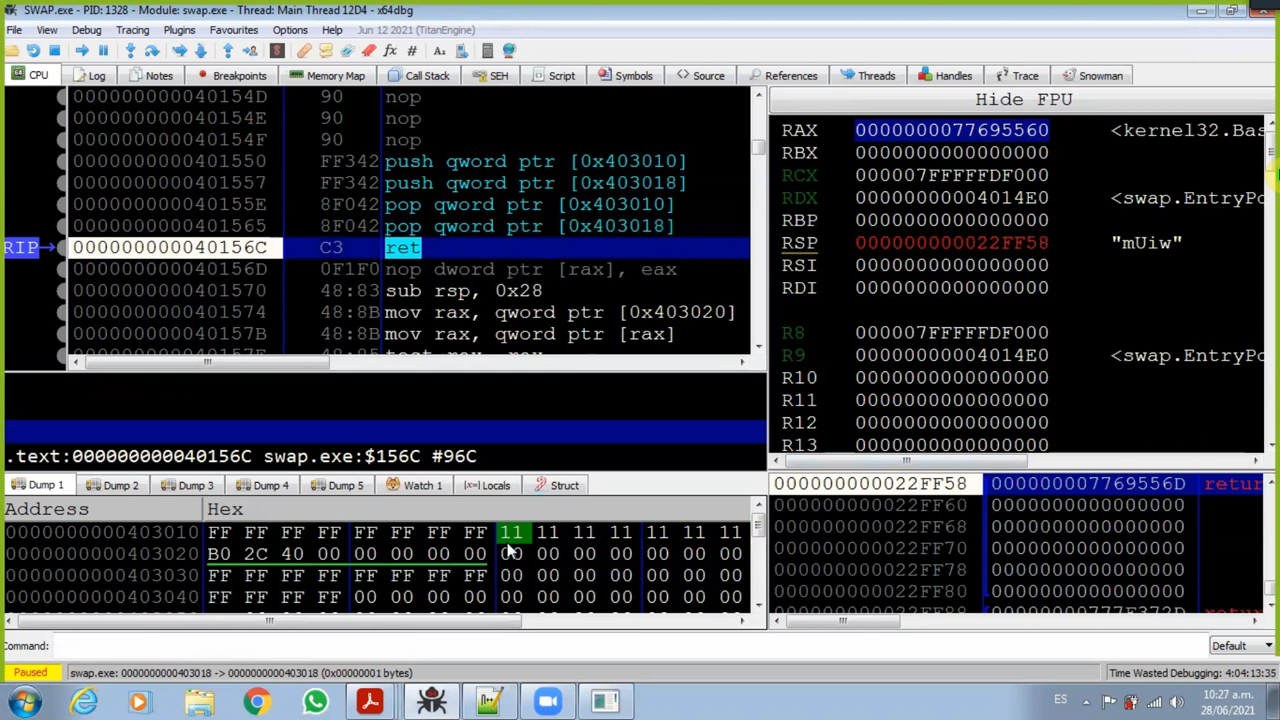 SWAP.exe - PID: 1328 - Module: swap.exe - Thread: Main Thread 12D4 - x64dbg
File View Debug Tracing Plugins Favourites Options Help Jun 12 2021 (TitanEngine)
CPU Log Notes Breakpoints Memory Map Call Stack SEH Script Symbols Source References Threads Handles Trace Snowman
000000000040154D 90 nop
000000000040154E 90 nop
000000000040154F 90 nop
0000000000401550 FF342 push qword ptr [0x403010]
0000000000401557 FF342 push qword ptr [0x403018]
000000000040155E 8F042 pop qword ptr [0x403010]
0000000000401565 8F042 pop qword ptr [0x403018]
RIP 000000000040156C C3 ret
000000000040156D 0F1F0 nop dword ptr [rax], eax
0000000000401570 48:83 sub rsp, 0x28
0000000000401574 48:8B mov rax, qword ptr [0x403020]
000000000040157B 48:8B mov rax, qword ptr [rax]
Hide FPU
RAX 0000000077695560 <kernel32.Bas
RBX 0000000000000000
RCX 000007FFFFFDF000
RDX 00000000004014E0 <swap.EntryPo
RBP 0000000000000000
RSP 000000000022FF58 "mUiw"
RSI 0000000000000000
RDI 0000000000000000
R8 000007FFFFFDF000
R9 00000000004014E0 <swap.EntryPo
R10 0000000000000000
R11 0000000000000000
R12 0000000000000000
R13 0000000000000000
.text:000000000040156C swap.exe:$156C #96C
Dump 1 Dump 2 Dump 3 Dump 4 Dump 5 Watch 1 [x=] Locals Struct
Address Hex
0000000000403010 FF FF FF FF FF FF FF FF 11 11 11 11 11 11 11
0000000000403020 B0 2C 40 00 00 00 00 00 00 00 00 00 00 00 00
0000000000403030 FF FF FF FF FF FF FF FF 00 00 00 00 00 00 00
0000000000403040 FF FF FF FF 00 00 00 00 00 00 00 00 00 00 00
000000000022FF58 000000007769556D retur
000000000022FF60 0000000000000000
000000000022FF68 0000000000000000
000000000022FF70 0000000000000000
000000000022FF78 0000000000000000
000000000022FF80 0000000000000000
000000000022FF88 00000000777F372D retur
Command: Default
Paused swap.exe: 0000000000403018 -> 0000000000403018 (0x00000001 bytes) Time Wasted Debugging: 4:04:13:35
ES 10:27 a.m.
28/06/2021